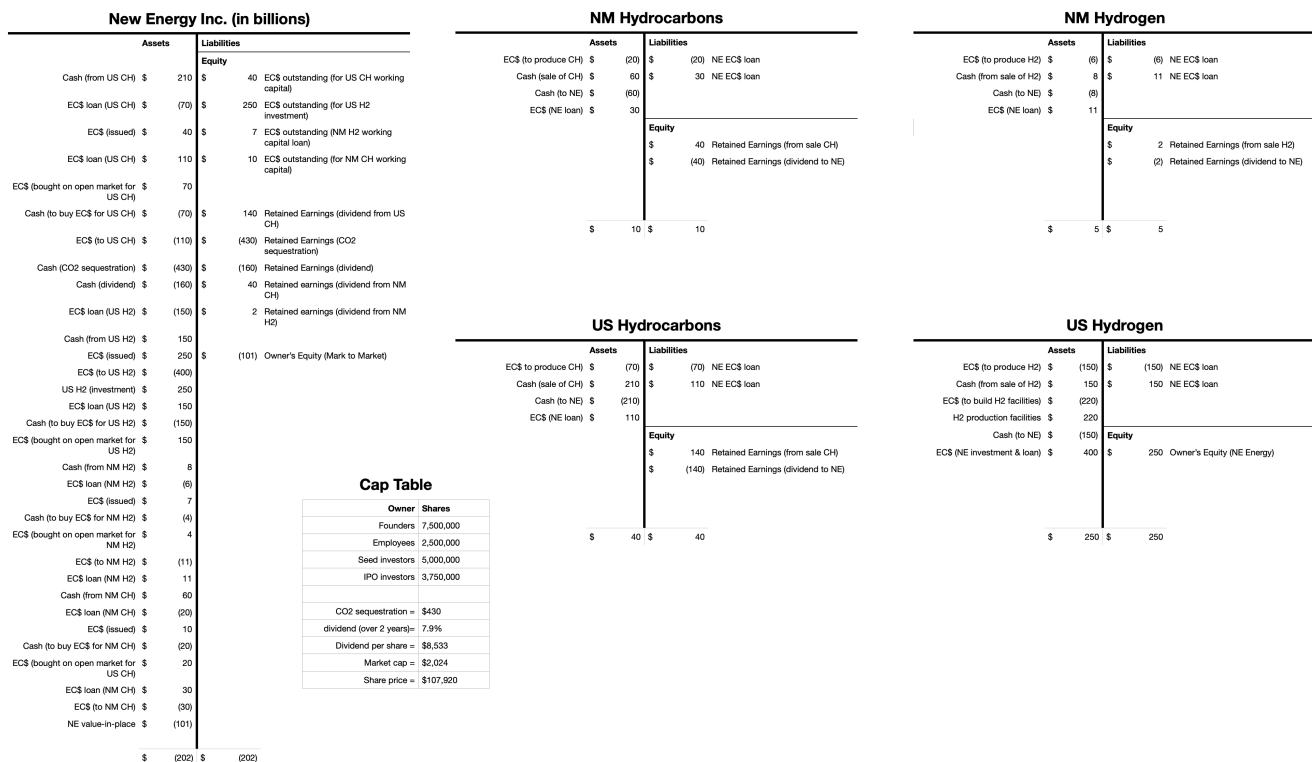 New Energy Inc. (in billions)
Assets Liabilities
Equity
Cash (from US CH) $ 210 $ 40 EC$ outstanding (for US CH working
capital)
EC$ loan (US CH) $ (70) $ 250 EC$ outstanding (for US H2
investment)
EC$ (issued) $ 40 $ 7 EC$ outstanding (NM H2 working
capital loan)
EC$ loan (US CH) $ 110 $ 10 EC$ outstanding (for NM CH working
capital)
EC$ (bought on open market for $ 70
US CH)
Cash (to buy EC$ for US CH) $ (70) $ 140 Retained Earnings (dividend from US
CH)
EC$ (to US CH) $ (110) $ (430) Retained Earnings (CO2
sequestration)
Cash (CO2 sequestration) $ (430) $ (160) Retained Earnings (dividend)
Cash (dividend) $ (160) $ 40 Retained earnings (dividend from NM
CH)
EC$ loan (US H2) $ (150) $ 2 Retained earnings (dividend from NM
H2)
Cash (from US H2) $ 150
EC$ (issued) $ 250 $ (101) Owner's Equity (Mark to Market)
EC$ (to US H2) $ (400)
US H2 (investment) $ 250
EC$ loan (US H2) $ 150
Cash (to buy EC$ for US H2) $ (150)
EC$ (bought on open market for $ 150
US H2)
Cash (from NM H2) $ 8
EC$ loan (NM H2) $ (6)
EC$ (issued) $ 7
Cash (to buy EC$ for NM H2) $ (4)
EC$ (bought on open market for $ 4
NM H2)
EC$ (to NM H2) $ (11)
EC$ loan (NM H2) $ 11
Cash (from NM CH) $ 60
EC$ loan (NM CH) $ (20)
EC$ (issued) $ 10
Cash (to buy EC$ for NM CH) $ (20)
EC$ (bought on open market for $ 20
US CH)
EC$ loan (NM CH) $ 30
EC$ (to NM CH) $ (30)
NE value-in-place $ (101)
$ (202) $ (202)
NM Hydrocarbons
Assets Liabilities
EC$ (to produce CH) $ (20) $ (20) NE EC$ loan
Cash (sale of CH) $ 60 $ 30 NE EC$ loan
Cash (to NE) $ (60)
EC$ (NE loan) $ 30
Equity
$ 40 Retained Earnings (from sale CH)
$ (40) Retained Earnings (dividend to NE)
$ 10 $ 10
NM Hydrogen
Assets Liabilities
EC$ (to produce H2) $ (6) $ (6) NE EC$ loan
Cash (from sale of H2) $ 8 $ 11 NE EC$ loan
Cash (to NE) $ (8)
EC$ (NE loan) $ 11
Equity
$ 2 Retained Earnings (from sale H2)
$ (2) Retained Earnings (dividend to NE)
$ 5 $ 5
US Hydrocarbons
Assets Liabilities
EC$ to produce CH) $ (70) $ (70) NE EC$ loan
Cash (sale of CH) $ 210 $ 110 NE EC$ loan
Cash (to NE) $ (210)
EC$ (NE loan) $ 110
Equity
$ 140 Retained Earnings (from sale CH)
$ (140) Retained Earnings (dividend to NE)
$ 40 $ 40
US Hydrogen
Assets Liabilities
EC$ (to produce H2) $ (150) $ (150) NE EC$ loan
Cash (from sale of H2) $ 150 $ 150 NE EC$ loan
EC$ (to build H2 facilities) $ (220)
H2 production facilities $ 220
Cash (to NE) $ (150) Equity
EC$ (NE investment & loan) $ 400 $ 250 Owner's Equity (NE Energy)
$ 250 $ 250
Cap Table
Owner Shares
Founders 7,500,000
Employees 2,500,000
Seed investors 5,000,000
IPO investors 3,750,000
CO2 sequestration = $430
dividend (over 2 years)= 7.9%
Dividend per share = $8,533
Market cap = $2,024
Share price = $107,920